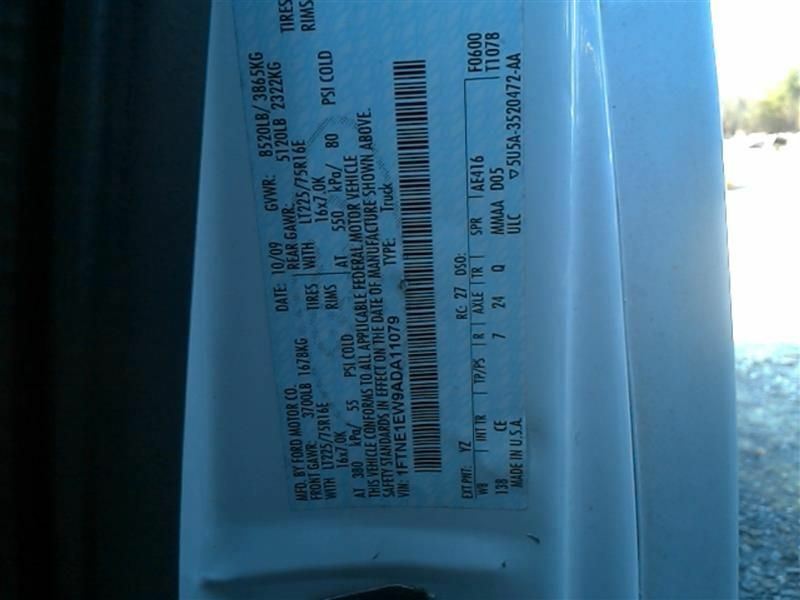 MFD. BY FORD MOTOR CO. DATE: 10/09 GVWR: 8520LB/ 3865KG
FRONT GAWR: 3700LB 1678KG REAR GAWR: 5120LB 2322KG
WITH LT225/75R16E TIRES WITH LT225/75R16E TIRES
16x7.0K RIMS 16x7.0K RIMS
AT 380 kPa/ 55 PSI COLD AT 550 kPa/ 80 PSI COLD
THIS VEHICLE CONFORMS TO ALL APPLICABLE FEDERAL MOTOR VEHICLE
SAFETY STANDARDS IN EFFECT ON THE DATE OF MANUFACTURE SHOWN ABOVE.
VIN: 1FTNE1EW9ADA11079 TYPE: Truck
EXT PNT: YZ RC: 27 DSO: F0600
WB INT TR TP/PS R AXLE TR SPR AE416 T1078
138 CE 7 24 Q MMAA D05
MADE IN U.S.A. ULC ▽5U5A-3520472-AA